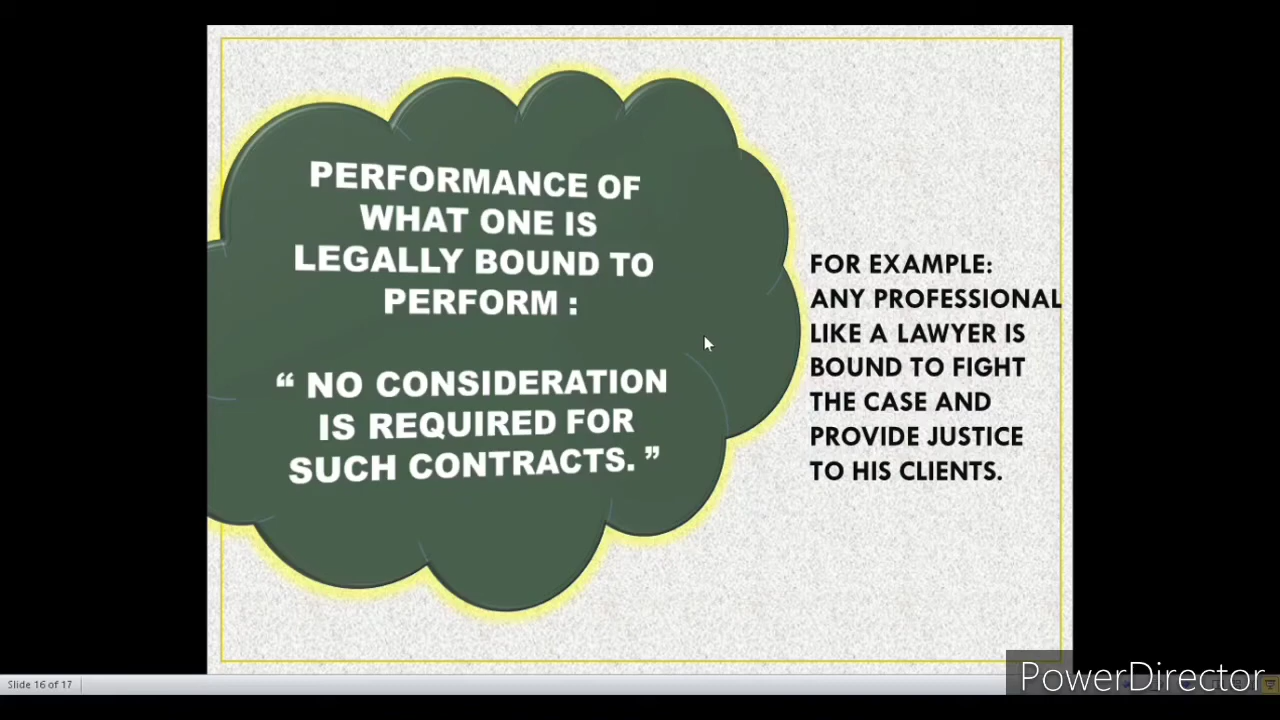 PERFORMANCE OF
WHAT ONE IS
LEGALLY BOUND TO
PERFORM :
“ NO CONSIDERATION
IS REQUIRED FOR
SUCH CONTRACTS. ”
FOR EXAMPLE:
ANY PROFESSIONAL
LIKE A LAWYER IS
BOUND TO FIGHT
THE CASE AND
PROVIDE JUSTICE
TO HIS CLIENTS.
Slide 16 of 17
PowerDirector